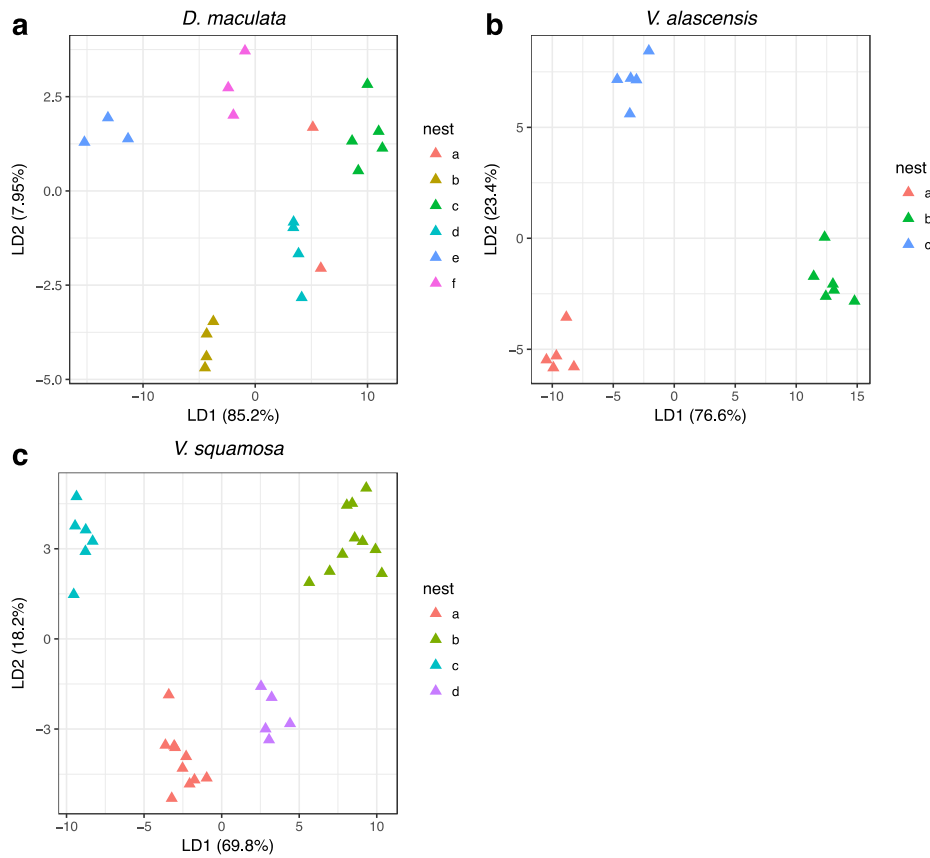 a
D. maculata
2.5
0.0
−2.5
−5.0
LD2 (7.95%)
−10
0
10
LD1 (85.2%)
nest
a
b
c
d
e
f
b
V. alascensis
5
0
−5
LD2 (23.4%)
−10
−5
0
5
10
15
LD1 (76.6%)
nest
a
b
c
c
V. squamosa
3
0
−3
LD2 (18.2%)
−10
−5
0
5
10
LD1 (69.8%)
nest
a
b
c
d